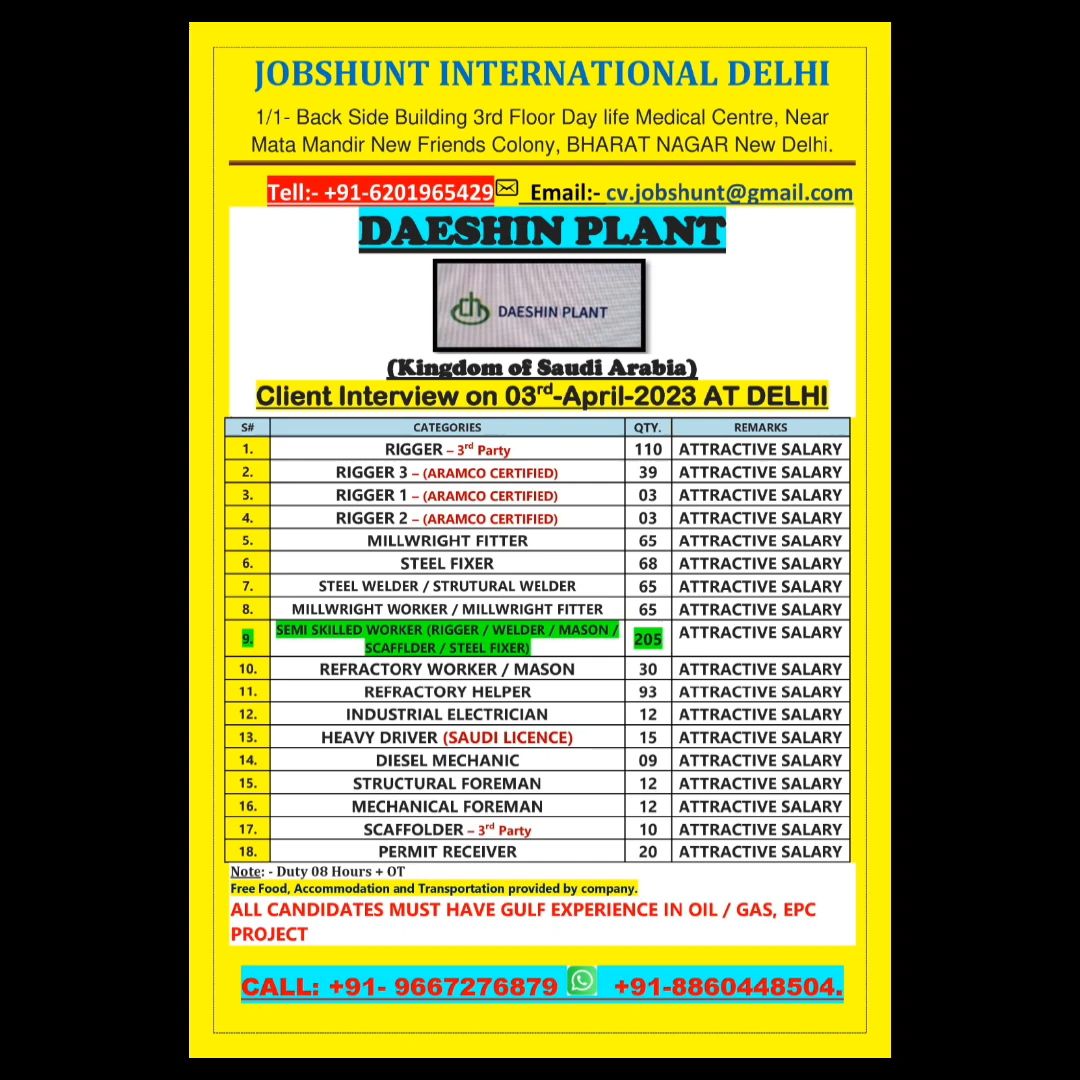 JOBSHUNT INTERNATIONAL DELHI
1/1- Back Side Building 3rd Floor Day life Medical Centre, Near
Mata Mandir New Friends Colony, BHARAT NAGAR New Delhi.
Tell:- +91-6201965429 Email:- cv.jobshunt@gmail.com
DAESHIN PLANT
DAESHIN PLANT
(Kingdom of Saudi Arabia)
Client Interview on 03rd-April-2023 AT DELHI
S# CATEGORIES QTY. REMARKS
1. RIGGER – 3rd Party 110 ATTRACTIVE SALARY
2. RIGGER 3 – (ARAMCO CERTIFIED) 39 ATTRACTIVE SALARY
3. RIGGER 1 – (ARAMCO CERTIFIED) 03 ATTRACTIVE SALARY
4. RIGGER 2 – (ARAMCO CERTIFIED) 03 ATTRACTIVE SALARY
5. MILLWRIGHT FITTER 65 ATTRACTIVE SALARY
6. STEEL FIXER 68 ATTRACTIVE SALARY
7. STEEL WELDER / STRUTURAL WELDER 65 ATTRACTIVE SALARY
8. MILLWRIGHT WORKER / MILLWRIGHT FITTER 65 ATTRACTIVE SALARY
9. SEMI SKILLED WORKER (RIGGER / WELDER / MASON / 205 ATTRACTIVE SALARY
SCAFFLDER / STEEL FIXER)
10. REFRACTORY WORKER / MASON 30 ATTRACTIVE SALARY
11. REFRACTORY HELPER 93 ATTRACTIVE SALARY
12. INDUSTRIAL ELECTRICIAN 12 ATTRACTIVE SALARY
13. HEAVY DRIVER (SAUDI LICENCE) 15 ATTRACTIVE SALARY
14. DIESEL MECHANIC 09 ATTRACTIVE SALARY
15. STRUCTURAL FOREMAN 12 ATTRACTIVE SALARY
16. MECHANICAL FOREMAN 12 ATTRACTIVE SALARY
17. SCAFFOLDER – 3rd Party 10 ATTRACTIVE SALARY
18. PERMIT RECEIVER 20 ATTRACTIVE SALARY
Note: - Duty 08 Hours + OT
Free Food, Accommodation and Transportation provided by company.
ALL CANDIDATES MUST HAVE GULF EXPERIENCE IN OIL / GAS, EPC
PROJECT
CALL: +91- 9667276879 +91-8860448504.